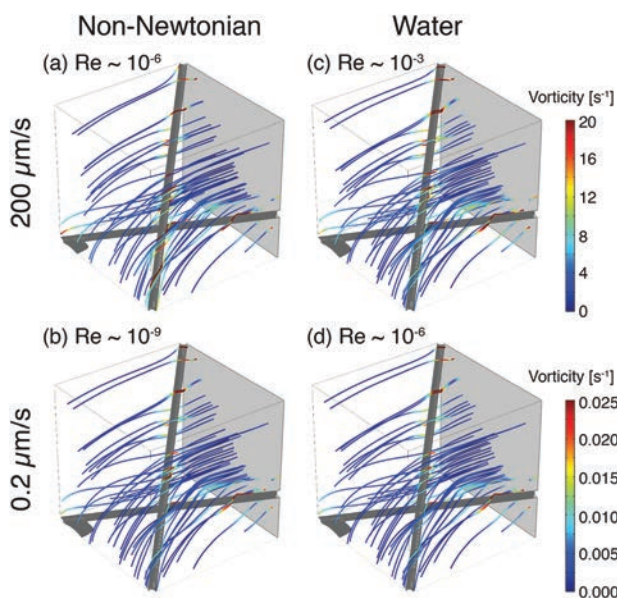 Non-Newtonian
Water
(a) Re ~ 10⁻⁶
(c) Re ~ 10⁻³
200 µm/s
Vorticity [s⁻¹]
20
16
12
8
4
0
(b) Re ~ 10⁻⁹
(d) Re ~ 10⁻⁶
0.2 µm/s
Vorticity [s⁻¹]
0.025
0.020
0.015
0.010
0.005
0.000